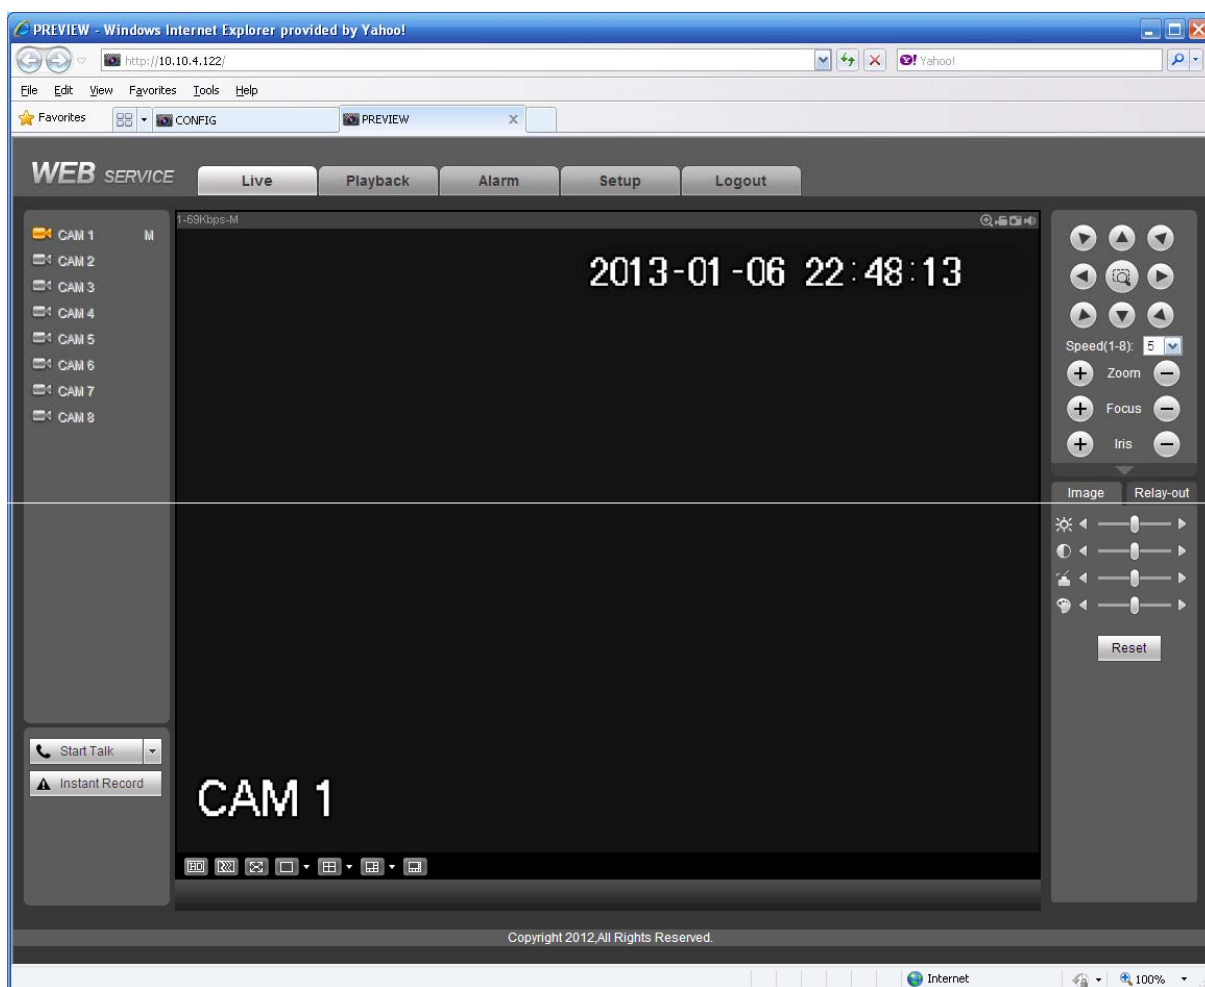 PREVIEW - Windows Internet Explorer provided by Yahoo!
http://10.10.4.122/
Yahoo!
File Edit View Favorites Tools Help
Favorites
CONFIG
PREVIEW
WEB SERVICE
Live
Playback
Alarm
Setup
Logout
1-69Kbps-M
CAM 1 M
CAM 2
CAM 3
CAM 4
CAM 5
CAM 6
CAM 7
CAM 8
2013-01-06 22:48:13
Speed(1-8): 5
Zoom
Focus
Iris
Image
Relay-out
Reset
Start Talk
Instant Record
CAM 1
HD
Copyright 2012,All Rights Reserved.
Internet
100%